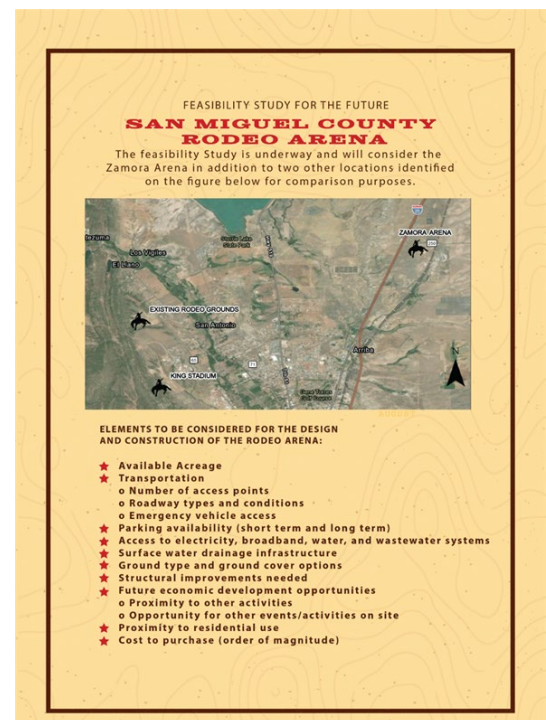 FEASIBILITY STUDY FOR THE FUTURE
SAN MIGUEL COUNTY
RODEO ARENA
The feasibility Study is underway and will consider the
Zamora Arena in addition to two other locations identified
on the figure below for comparison purposes.
ZAMORA ARENA
tezuma
Los Vigiles
El Llano
EXISTING RODEO GROUNDS
San Antonio
Arriba
N
KING STADIUM
ELEMENTS TO BE CONSIDERED FOR THE DESIGN
AND CONSTRUCTION OF THE RODEO ARENA:
Available Acreage
Transportation
o Number of access points
o Roadway types and conditions
o Emergency vehicle access
Parking availability (short term and long term)
Access to electricity, broadband, water, and wastewater systems
Surface water drainage infrastructure
Ground type and ground cover options
Structural improvements needed
Future economic development opportunities
o Proximity to other activities
o Opportunity for other events/activities on site
Proximity to residential use
Cost to purchase (order of magnitude)